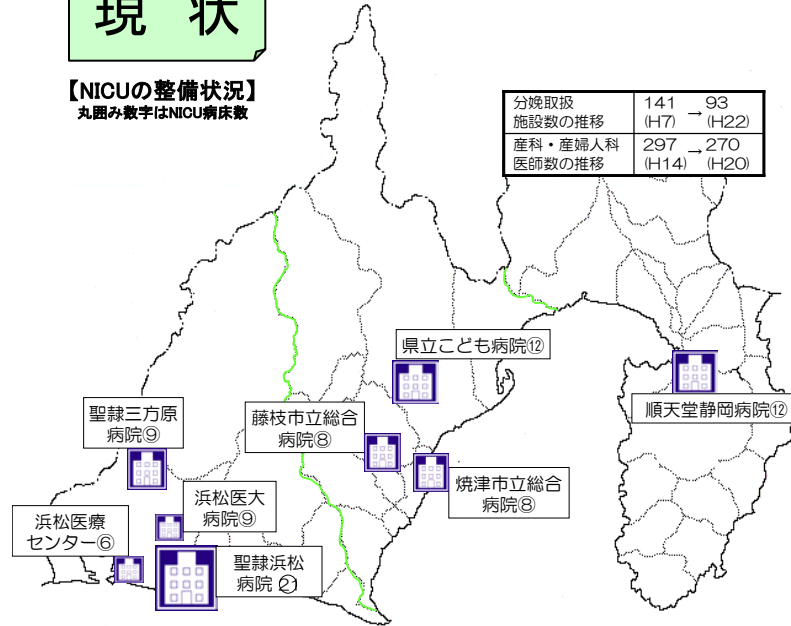 現 状
【NICUの整備状況】
丸囲み数字はNICU病床数
分娩取扱
施設数の推移
141
(H7)
→
93
(H22)
産科・産婦人科
医師数の推移
297
(H14)
→
270
(H20)
県立こども病院⑫
順天堂静岡病院⑫
聖隷三方原
病院⑨
藤枝市立総合
病院⑧
焼津市立総合
病院⑧
浜松医大
病院⑨
浜松医療
センター⑥
聖隷浜松
病院㉑